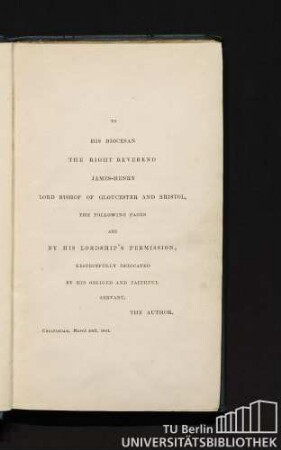 TO
HIS DIOCESAN
THE RIGHT REVEREND
JAMES-HENRY
LORD BISHOP OF GLOUCESTER AND BRISTOL,
THE FOLLOWING PAGES
ARE
BY HIS LORDSHIP'S PERMISSION,
RESPECTFULLY DEDICATED
BY HIS OBLIGED AND FAITHFUL
SERVANT,
THE AUTHOR.
March
TU Berlin
UNIVERSITÄTSBIBLIOTHEK